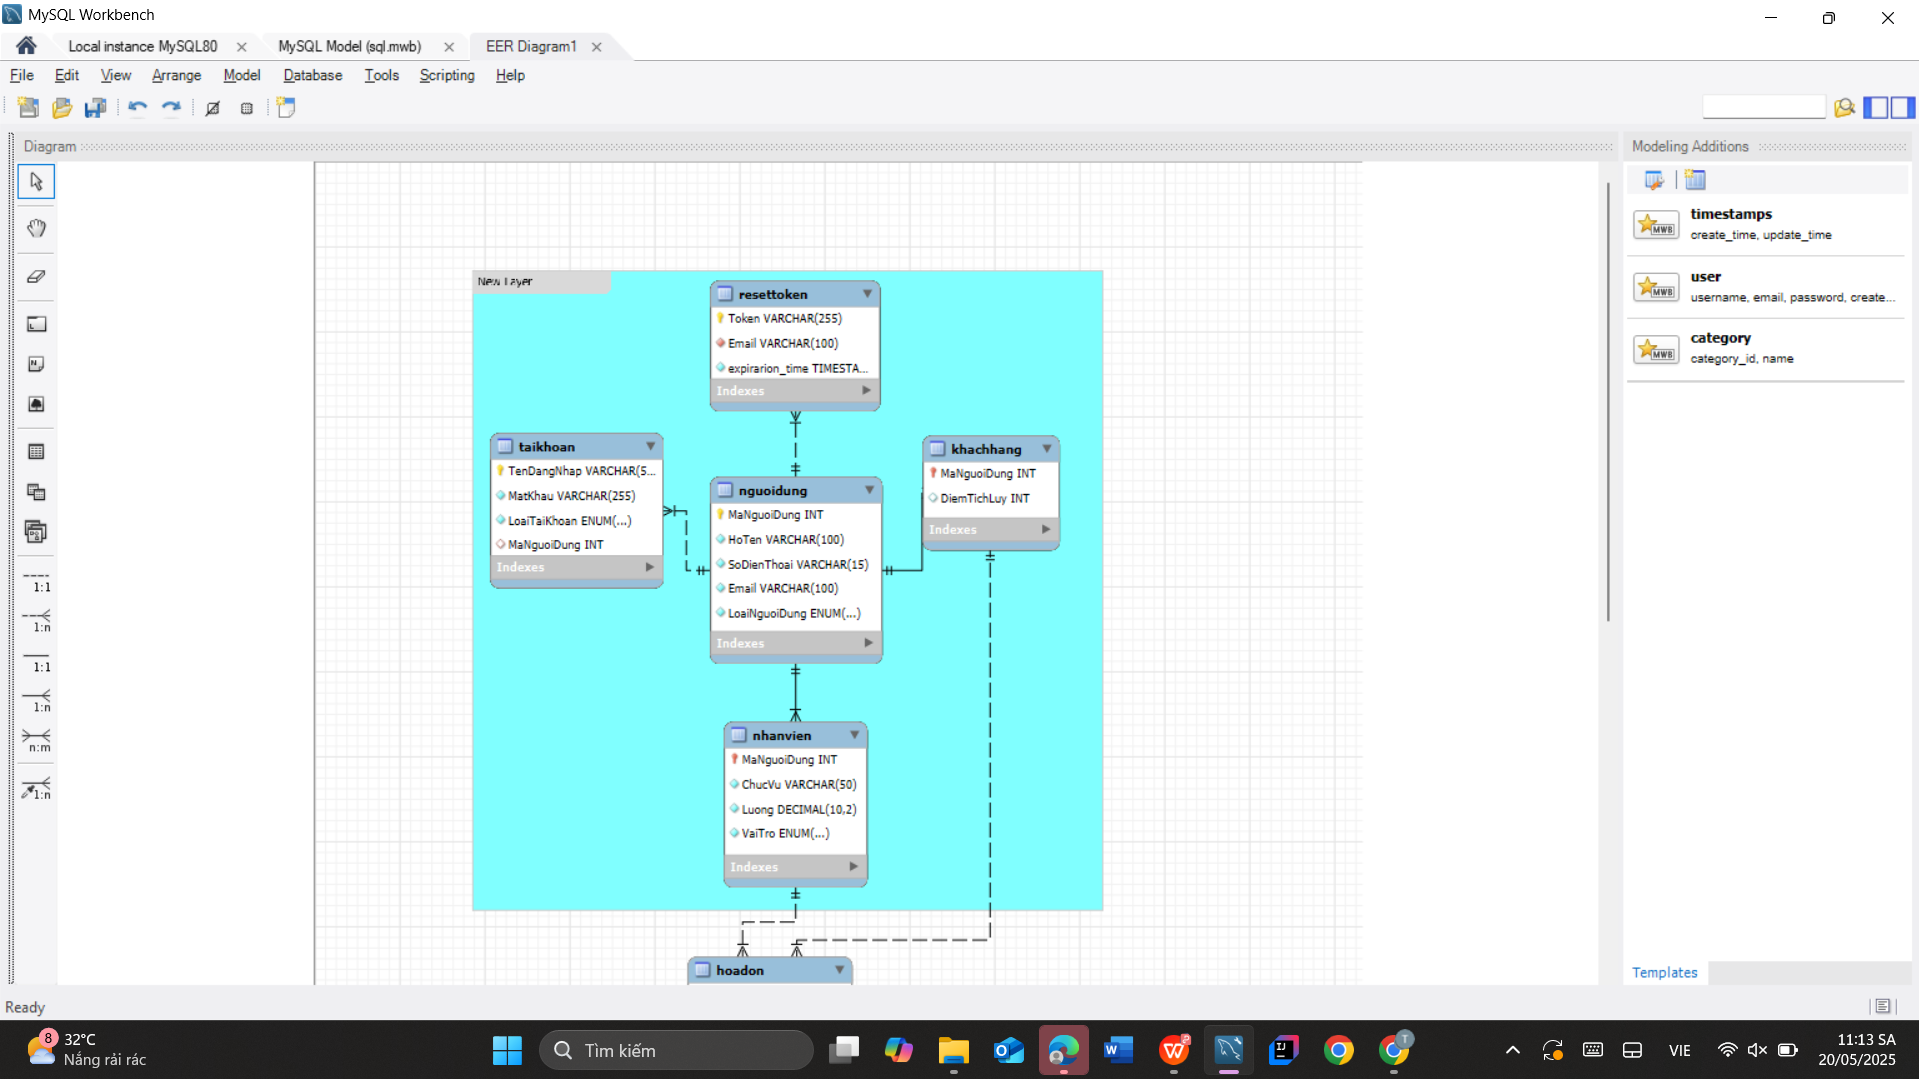 MySQL Workbench
Local instance MySQL80
MySQL Model (sql.mwb)
EER Diagram1
File Edit View Arrange Model Database Tools Scripting Help
Diagram
Modeling Additions
timestamps
create_time, update_time
user
username, email, password, create...
category
category_id, name
Templates
1:1
1:n
1:1
1:n
n:m
1:n
New Layer
resettoken
Token VARCHAR(255)
Email VARCHAR(100)
expirarion_time TIMESTA...
Indexes
taikhoan
TenDangNhap VARCHAR(5...
MatKhau VARCHAR(255)
LoaiTaiKhoan ENUM(...)
MaNguoiDung INT
Indexes
nguoidung
MaNguoiDung INT
HoTen VARCHAR(100)
SoDienThoai VARCHAR(15)
Email VARCHAR(100)
LoaiNguoiDung ENUM(...)
Indexes
khachhang
MaNguoiDung INT
DiemTichLuy INT
Indexes
nhanvien
MaNguoiDung INT
ChucVu VARCHAR(50)
Luong DECIMAL(10,2)
VaiTro ENUM(...)
Indexes
hoadon
Ready
8
32°C
Nắng rải rác
Tìm kiếm
VIE
11:13 SA
20/05/2025